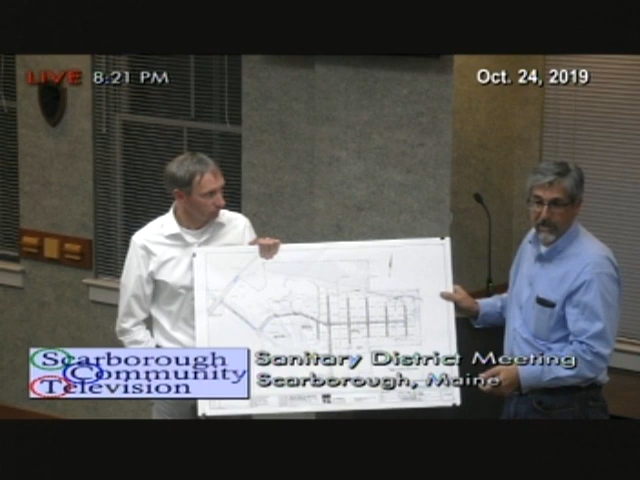 LIVE 8:21 PM
Oct. 24, 2019
Scarborough
Community
Television
Sanitary District Meeting
Scarborough, Maine